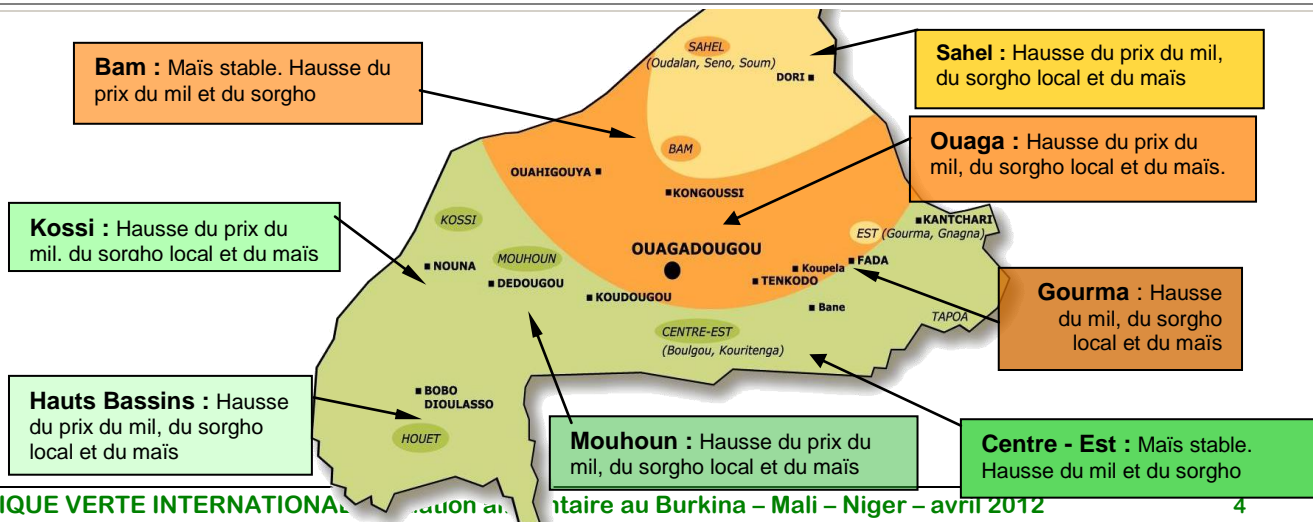 Bam : Maïs stable. Hausse du
prix du mil et du sorgho
SAHEL
(Oudalan, Seno, Soum)
DORI
Sahel : Hausse du prix du mil,
du sorgho local et du maïs
Ouaga : Hausse du prix du
mil, du sorgho local et du maïs.
BAM
OUAHIGOUYA
KONGOUSSI
Kossi : Hausse du prix du
mil. du sorgho local et du maïs
KOSSI
MOUHOUN
NOUNA
DEDOUGOU
KOUDOUGOU
OUAGADOUGOU
TENKODO
Koupela
FADA
KANTCHARI
EST (Gourma, Gnagna)
Bane
TAPOA
CENTRE-EST
(Boulgou, Kouritenga)
Gourma : Hausse
du mil, du sorgho
local et du maïs
Hauts Bassins : Hausse
du prix du mil, du sorgho
local et du maïs
BOBO
DIOULASSO
HOUET
Mouhoun : Hausse du prix du
mil, du sorgho local et du maïs
Centre - Est : Maïs stable.
Hausse du mil et du sorgho
IQUE VERTE INTERNATIONAL au Burkina – Mali – Niger – avril 2012 4